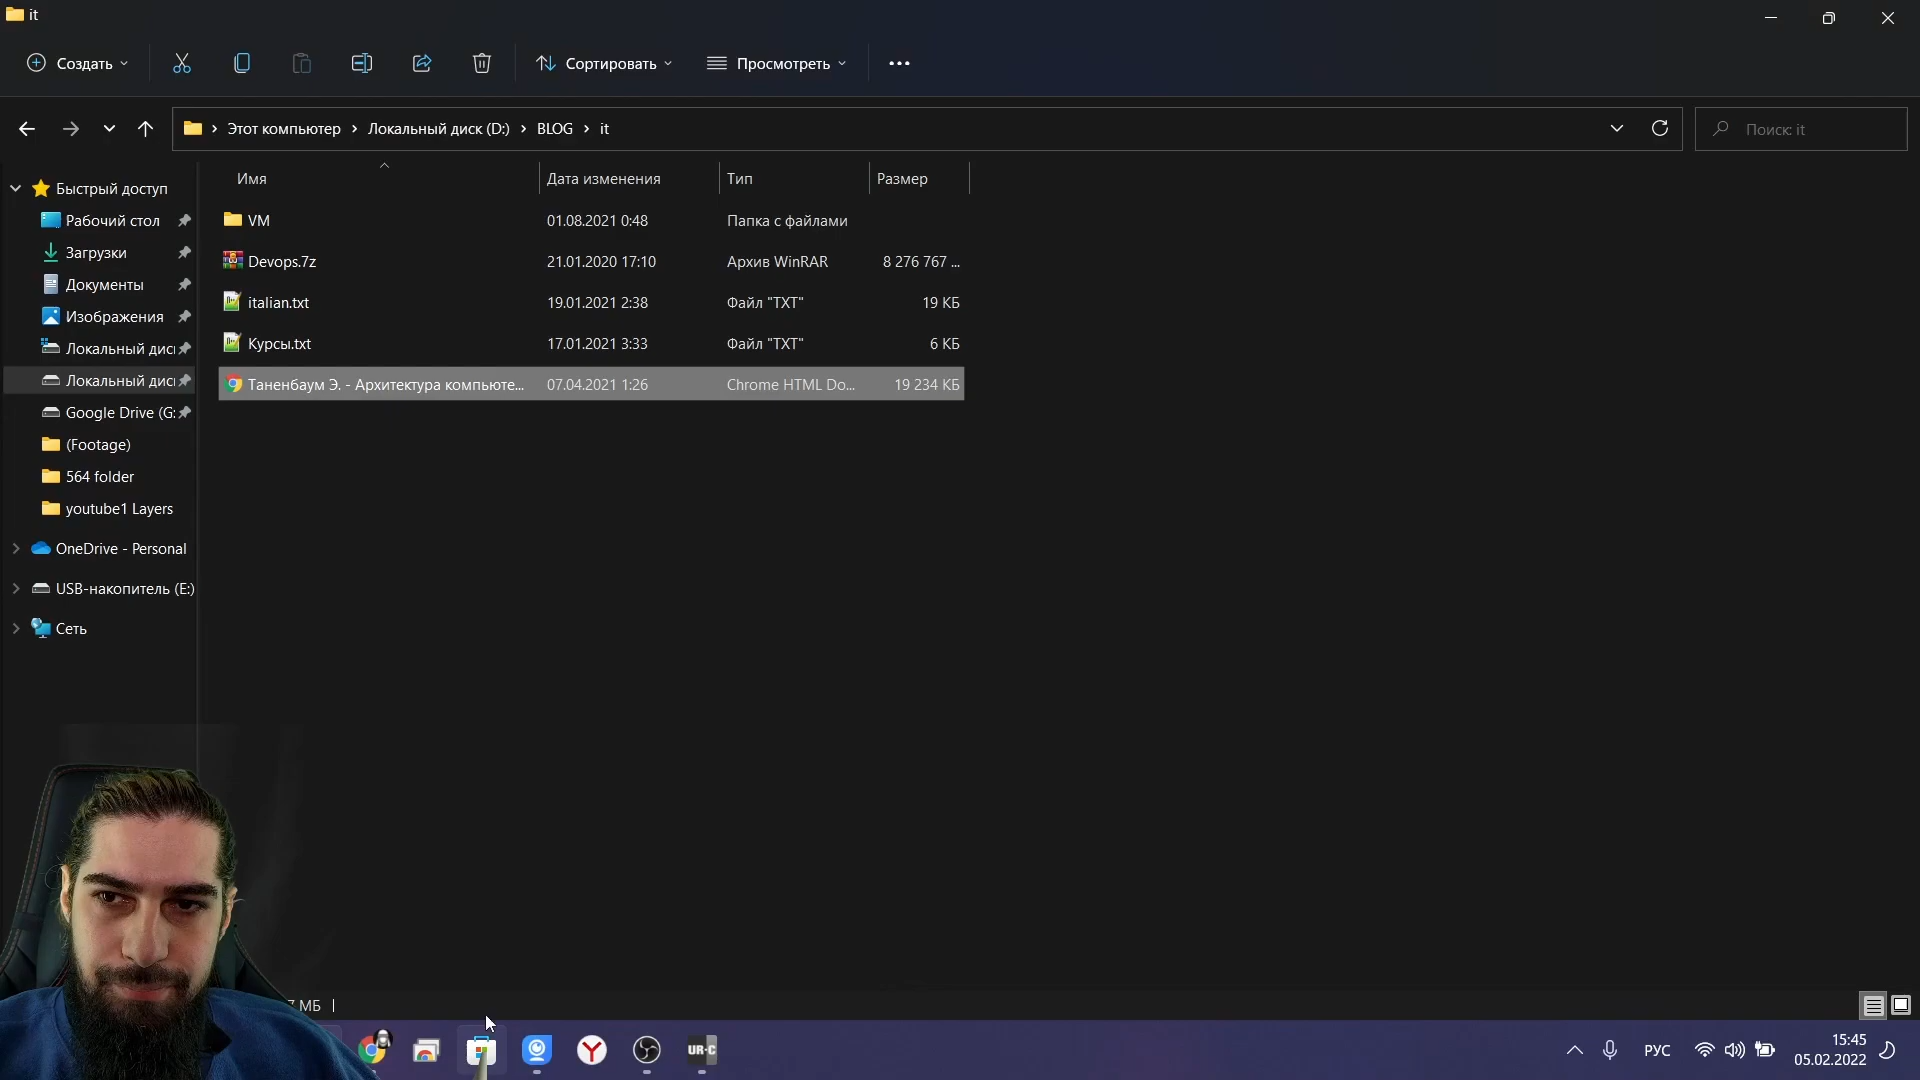 it
Создать
Сортировать
Просмотреть
Этот компьютер
Локальный диск (D:)
BLOG
it
Поиск: it
Имя
Дата изменения
Тип
Размер
Быстрый доступ
Рабочий стол
Загрузки
Документы
Изображения
Локальный дис
Локальный дис
Google Drive (G:
(Footage)
564 folder
youtube1 Layers
OneDrive - Personal
USB-накопитель (E:)
Сеть
VM 01.08.2021 0:48 Папка с файлами
Devops.7z 21.01.2020 17:10 Архив WinRAR 8 276 767 ...
italian.txt 19.01.2021 2:38 Файл "TXT" 19 КБ
Курсы.txt 17.01.2021 3:33 Файл "TXT" 6 КБ
Таненбаум Э. - Архитектура компьюте... 07.04.2021 1:26 Chrome HTML Do... 19 234 КБ
7 МБ
UR-C
РУС
15:45
05.02.2022